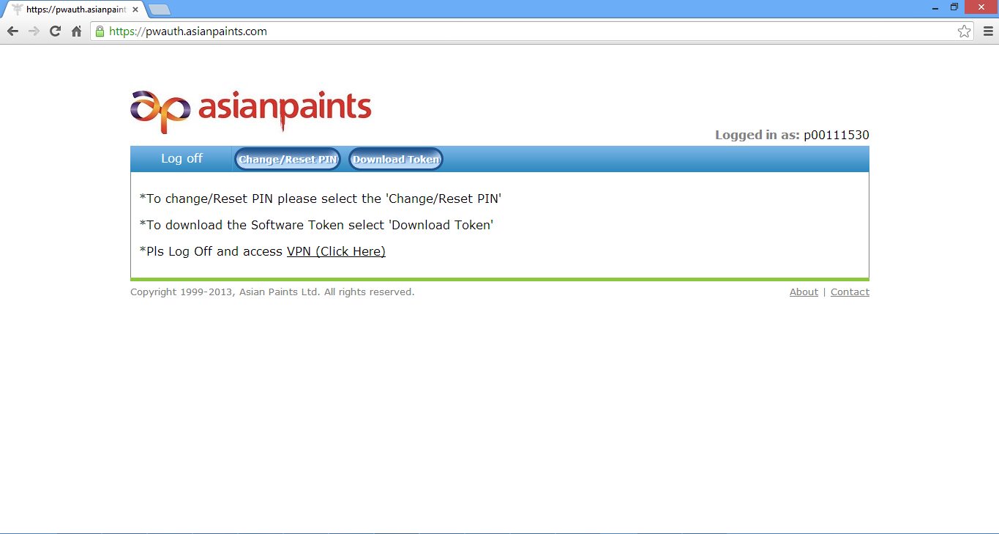 https://pwauth.asianpaint
https://pwauth.asianpaints.com
ap asianpaints
Logged in as: p00111530
Log off Change/Reset PIN Download Token
*To change/Reset PIN please select the 'Change/Reset PIN'
*To download the Software Token select 'Download Token'
*Pls Log Off and access VPN (Click Here)
Copyright 1999-2013, Asian Paints Ltd. All rights reserved. About | Contact